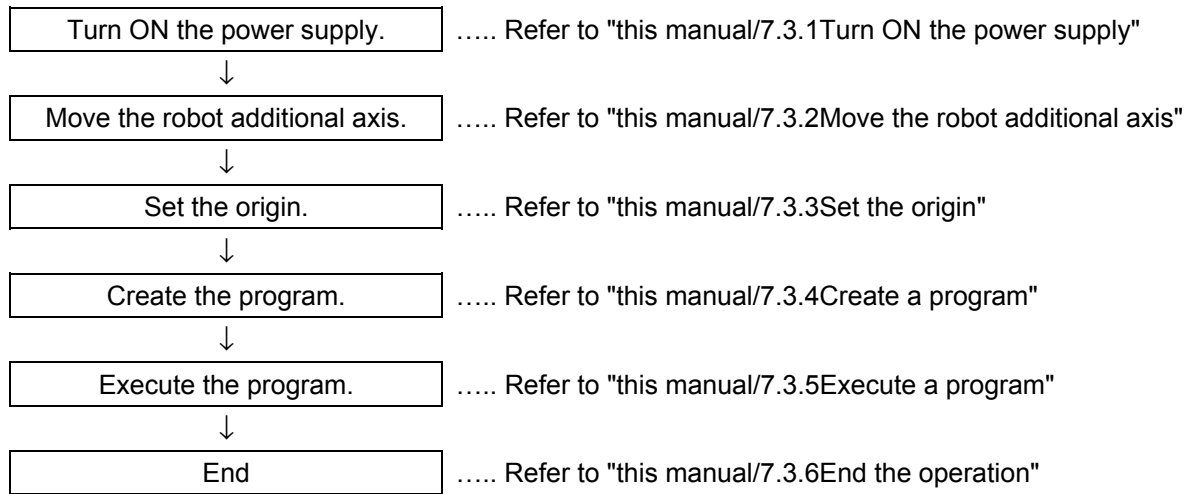 Turn ON the power supply. ….. Refer to "this manual/7.3.1Turn ON the power supply"
↓
Move the robot additional axis. ….. Refer to "this manual/7.3.2Move the robot additional axis"
↓
Set the origin. ….. Refer to "this manual/7.3.3Set the origin"
↓
Create the program. ….. Refer to "this manual/7.3.4Create a program"
↓
Execute the program. ….. Refer to "this manual/7.3.5Execute a program"
↓
End ….. Refer to "this manual/7.3.6End the operation"